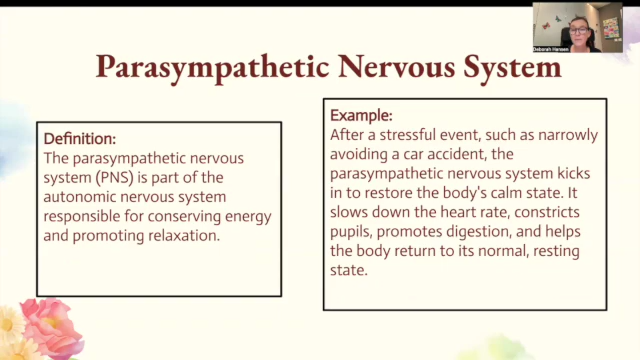 Deborah Hansen
Parasympathetic Nervous System
Definition:
The parasympathetic nervous
system (PNS) is part of the
autonomic nervous system
responsible for conserving energy
and promoting relaxation.
Example:
After a stressful event, such as narrowly
avoiding a car accident, the
parasympathetic nervous system kicks
in to restore the body's calm state. It
slows down the heart rate, constricts
pupils, promotes digestion, and helps
the body return to its normal, resting
state.